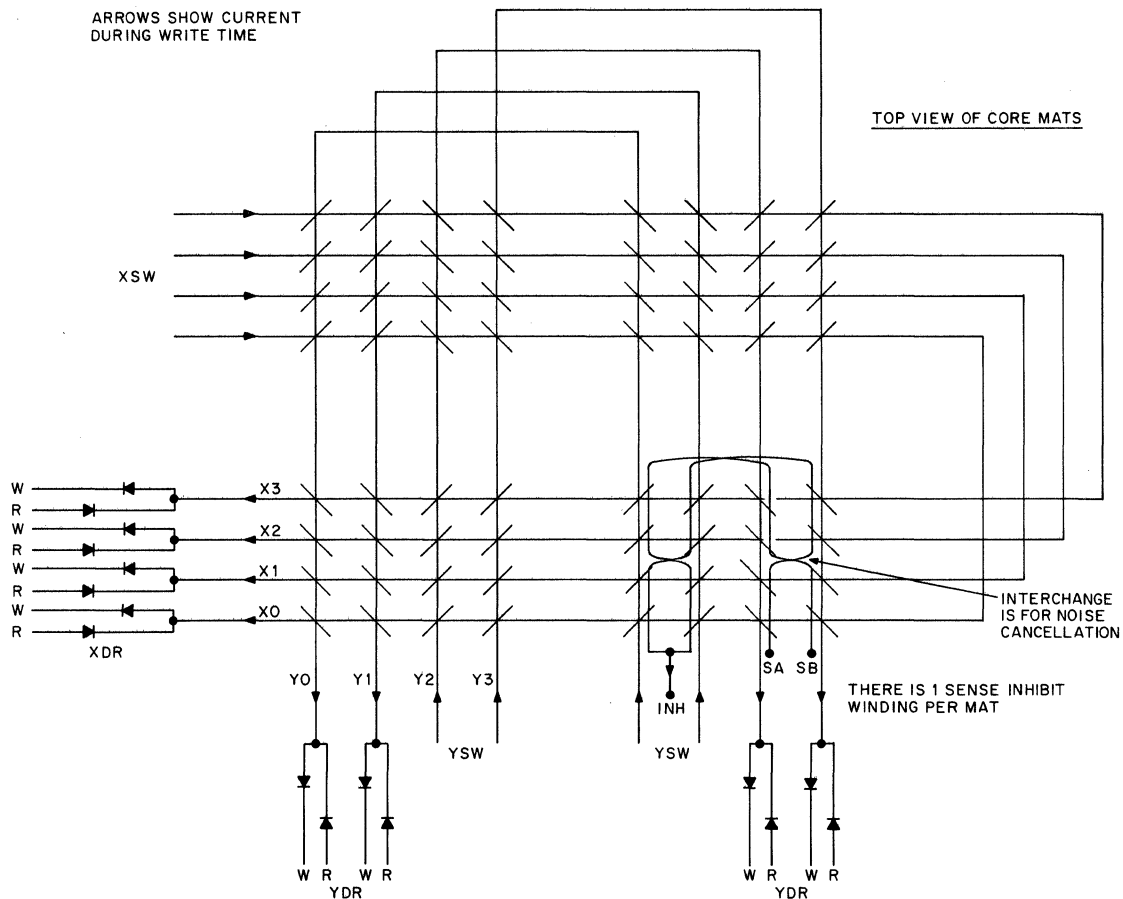 ARROWS SHOW CURRENT
DURING WRITE TIME
TOP VIEW OF CORE MATS
XSW
W
R
W
R
W
R
W
R
XDR
X3
X2
X1
X0
INTERCHANGE
IS FOR NOISE
CANCELLATION
Y0
Y1
Y2
Y3
INH
SA
SB
THERE IS 1 SENSE INHIBIT
WINDING PER MAT
YSW
YSW
W R W R
W R W R
YDR
YDR